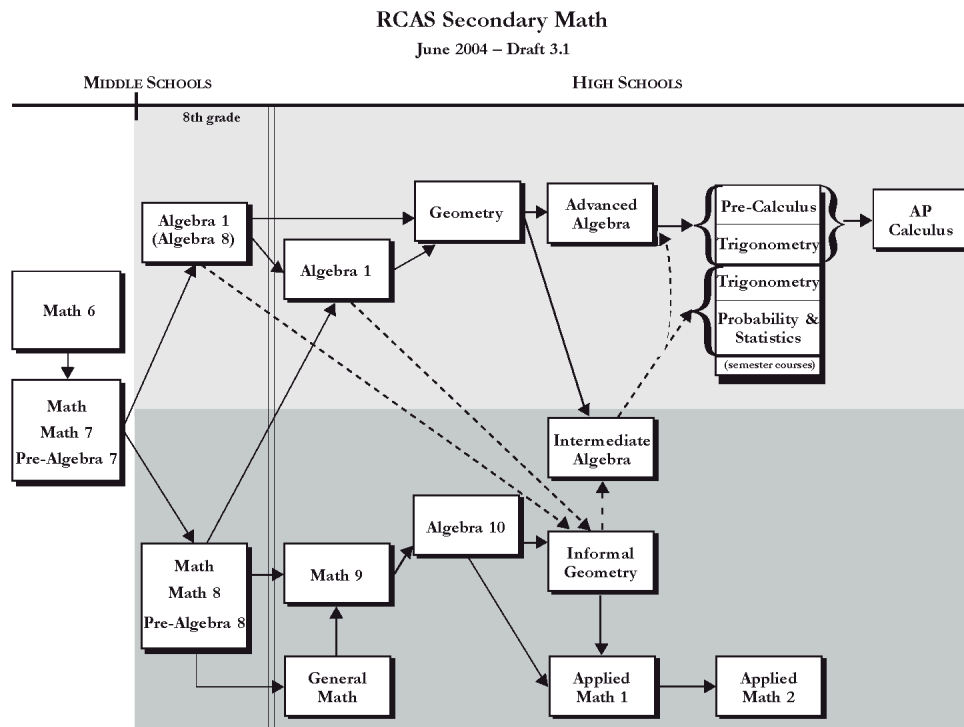 RCAS Secondary Math
June 2004 – Draft 3.1
MIDDLE SCHOOLS
HIGH SCHOOLS
8th grade
Algebra 1
(Algebra 8)
Geometry
Advanced
Algebra
Pre-Calculus
Trigonometry
AP
Calculus
Algebra 1
Trigonometry
Probability &
Statistics
(semester courses)
Math 6
Math
Math 7
Pre-Algebra 7
Intermediate
Algebra
Algebra 10
Informal
Geometry
Math
Math 8
Pre-Algebra 8
Math 9
General
Math
Applied
Math 1
Applied
Math 2